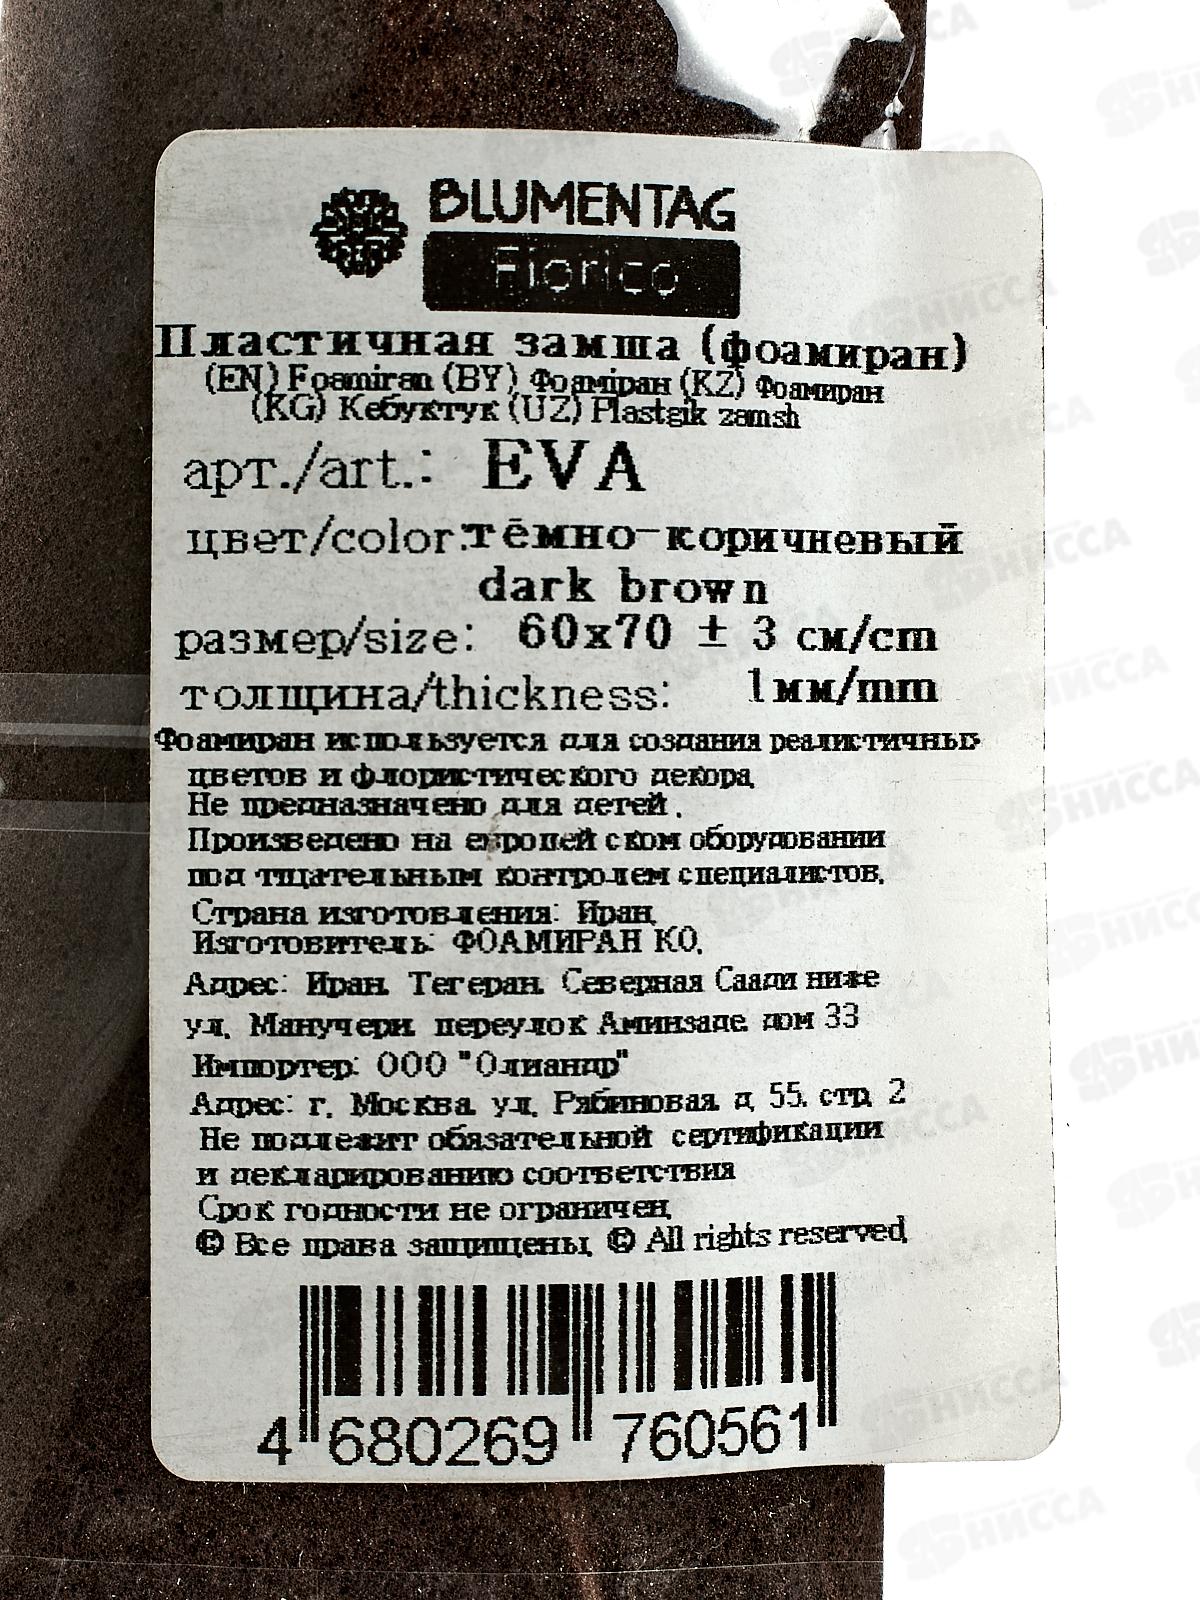 BLUMENTAG
Fiorico
Пластичная замша (фоамиран)
(EN) Foamiran (BY) Фоаміран (KZ) Фоамиран
(KG) Кебуктук (UZ) Plastgik zamsh
арт./art.: EVA
цвет/color:тёмно-коричневый
dark brown
размер/size: 60x70 ± 3 см/cm
толщина/thickness: 1мм/mm
Фоамиран используется для создания реалистичных
цветов и флористического декора.
Не предназначено для детей.
Произведено на европейском оборудовании
под тщательным контролем специалистов.
Страна изготовления: Иран.
Изготовитель: ФОАМИРАН КО.
Адрес: Иран. Тегеран. Северная Саади ниже
ул. Манучери. переулок Аминзаде. дом 33
Импортер: ООО "Олиандр"
Адрес: г. Москва. ул. Рябиновая. д. 55. стр. 2
Не подлежит обязательной сертификации
и декларированию соответствия
Срок годности не ограничен.
© Все права защищены. © All rights reserved.
4 680269 760561
НИССА